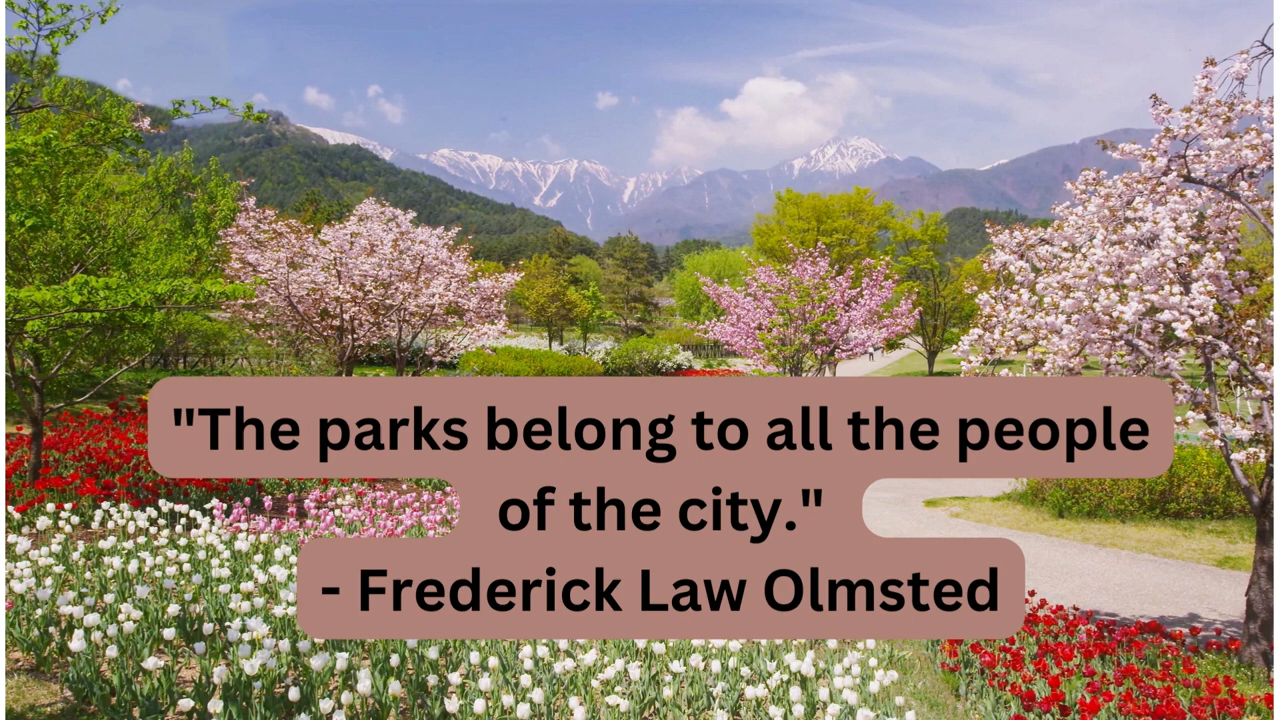 "The parks belong to all the people
of the city."
- Frederick Law Olmsted